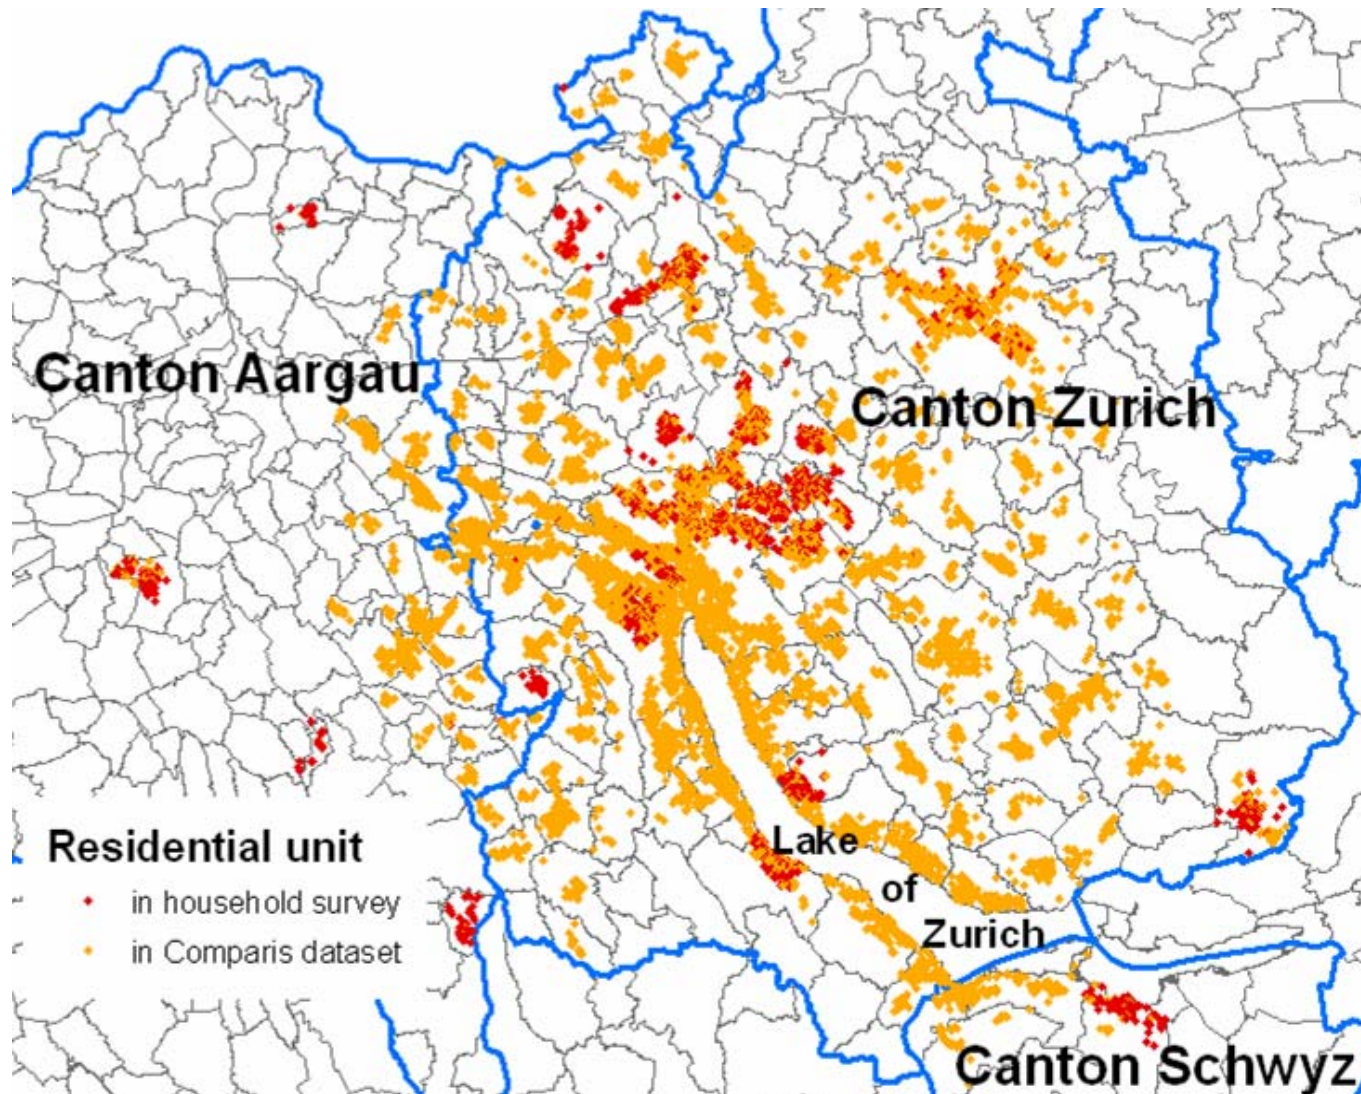 Canton Aargau
Canton Zurich
Lake
of
Zurich
Residential unit
in household survey
in Comparis dataset
Canton Schwyz